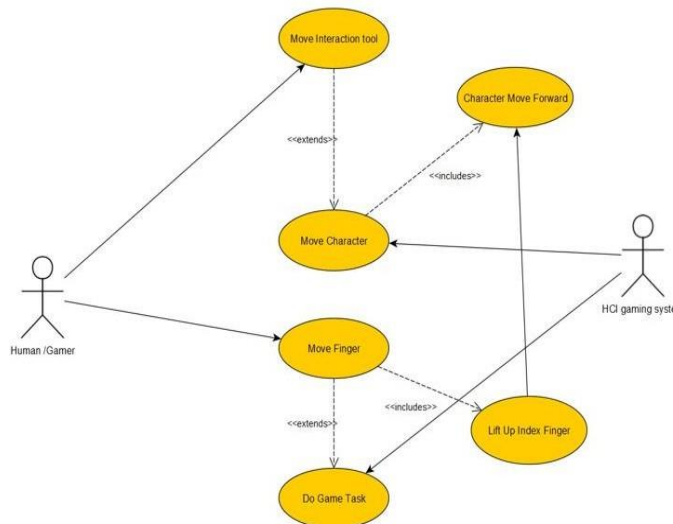 Move Interaction tool
Character Move Forward
<<extends>>
<<includes>>
Move Character
HCI gaming syste
Human /Gamer
Move Finger
<<includes>>
<<extends>>
Lift Up Index Finger
Do Game Task